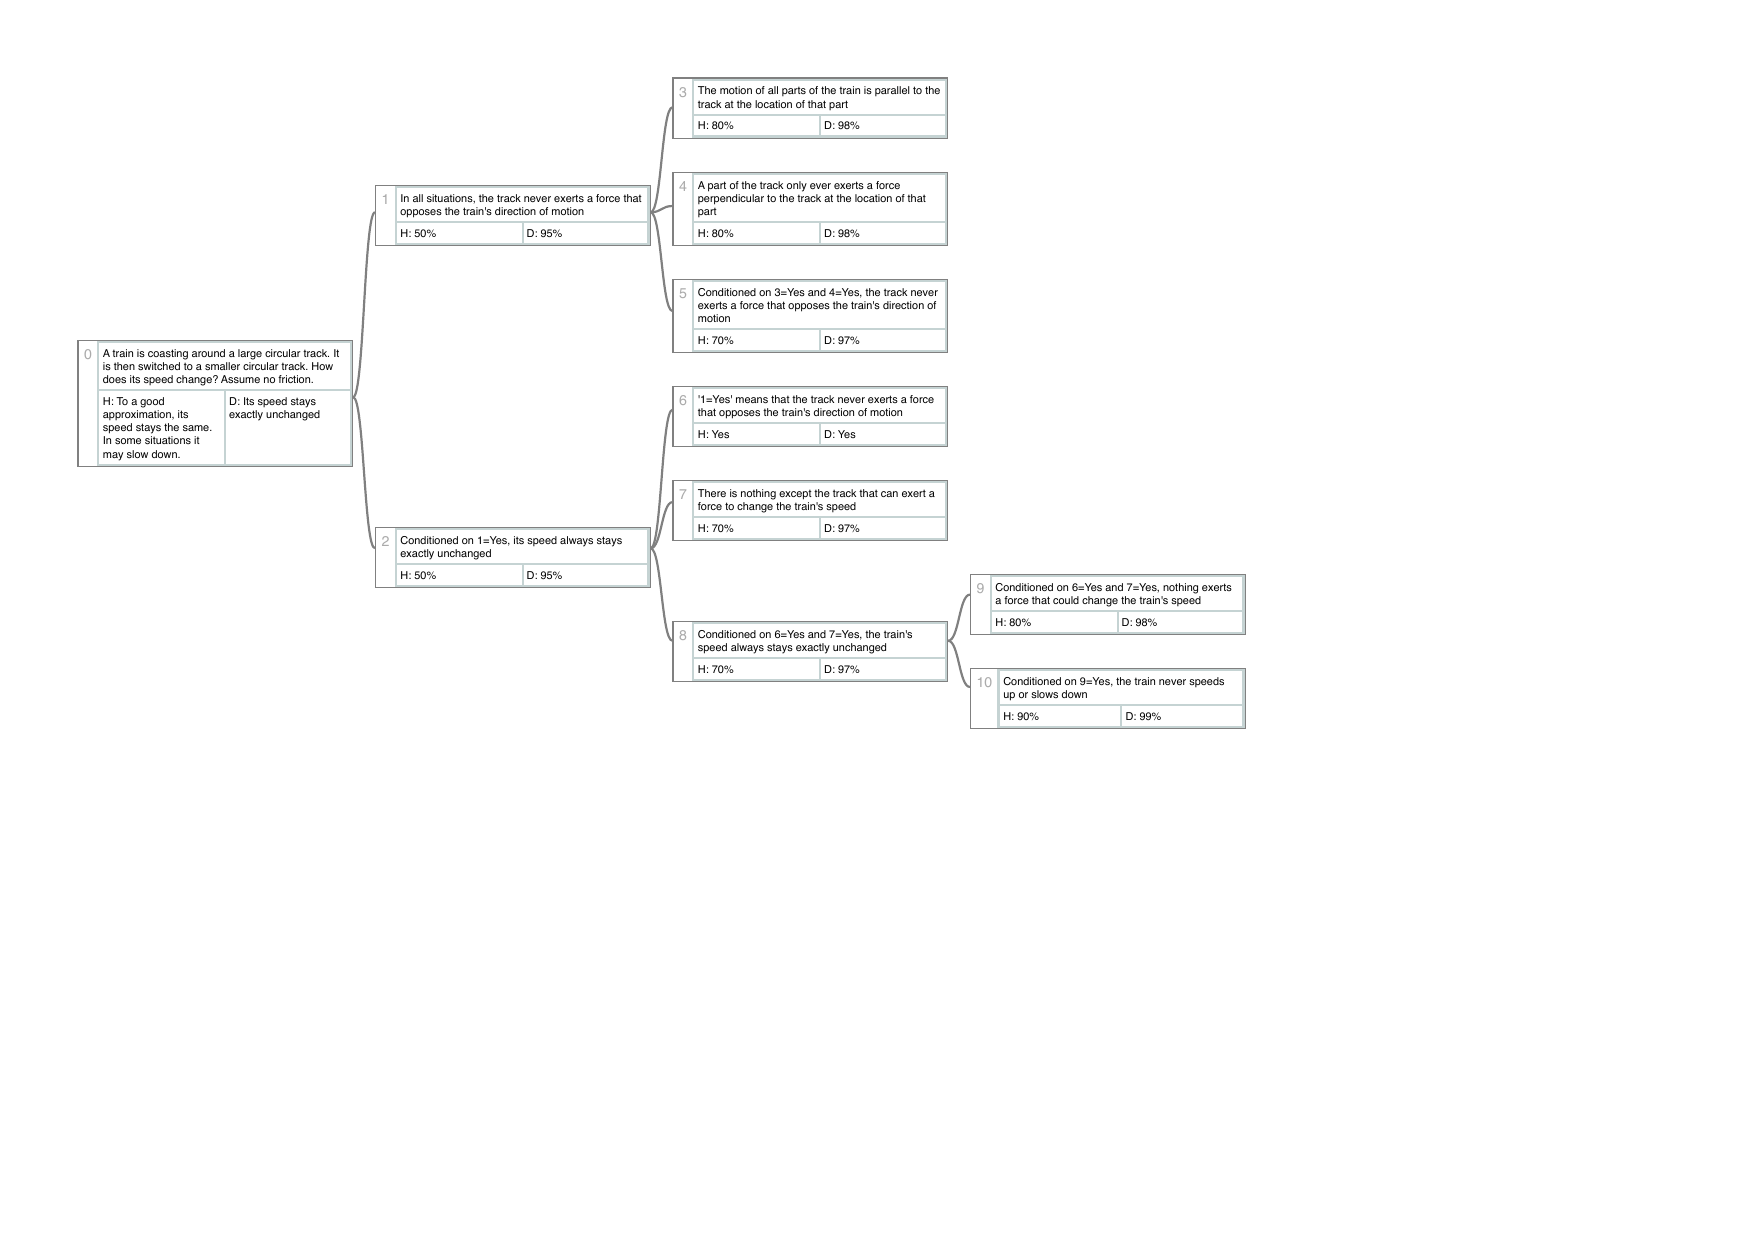 0
A train is coasting around a large circular track. It
is then switched to a smaller circular track. How
does its speed change? Assume no friction.
H: To a good
approximation, its
speed stays the same.
In some situations it
may slow down.
D: Its speed stays
exactly unchanged
1
In all situations, the track never exerts a force that
opposes the train's direction of motion
H: 50%
D: 95%
2
Conditioned on 1=Yes, its speed always stays
exactly unchanged
H: 50%
D: 95%
3
The motion of all parts of the train is parallel to the
track at the location of that part
H: 80%
D: 98%
4
A part of the track only ever exerts a force
perpendicular to the track at the location of that
part
H: 80%
D: 98%
5
Conditioned on 3=Yes and 4=Yes, the track never
exerts a force that opposes the train's direction of
motion
H: 70%
D: 97%
6
'1=Yes' means that the track never exerts a force
that opposes the train's direction of motion
H: Yes
D: Yes
7
There is nothing except the track that can exert a
force to change the train's speed
H: 70%
D: 97%
8
Conditioned on 6=Yes and 7=Yes, the train's
speed always stays exactly unchanged
H: 70%
D: 97%
9
Conditioned on 6=Yes and 7=Yes, nothing exerts
a force that could change the train's speed
H: 80%
D: 98%
10
Conditioned on 9=Yes, the train never speeds
up or slows down
H: 90%
D: 99%